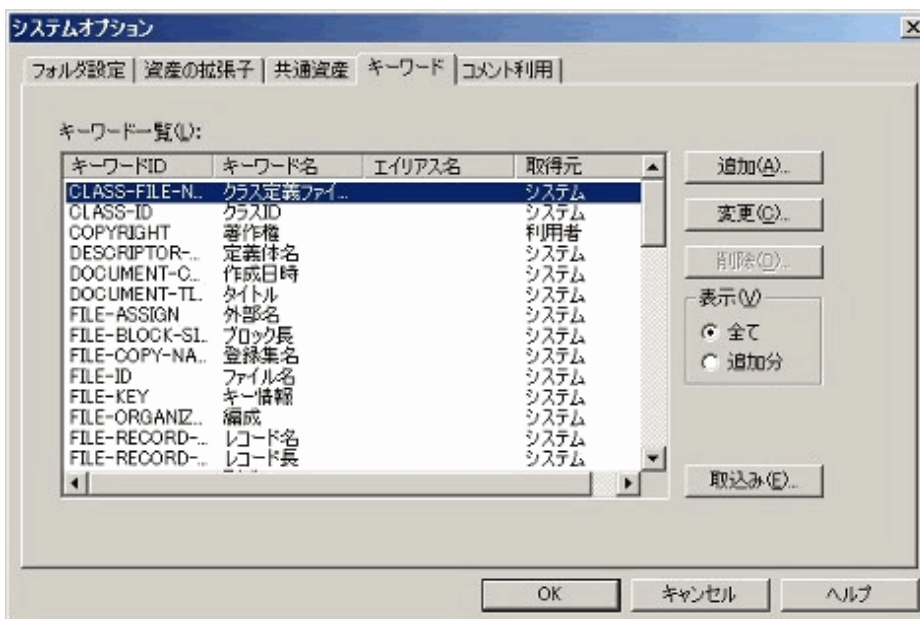 システムオプション
フォルダ設定 資産の拡張子 共通資産 キーワード コメント利用
キーワード一覧(L):
キーワードID キーワード名 エイリアス名 取得元
CLASS-FILE-N... クラス定義ファイ... システム
CLASS-ID クラスID システム
COPYRIGHT 著作権 利用者
DESCRIPTOR-... 定義体名 システム
DOCUMENT-C... 作成日時 システム
DOCUMENT-TI... タイトル システム
FILE-ASSIGN 外部名 システム
FILE-BLOCK-SI... ブロック長 システム
FILE-COPY-NA... 登録集名 システム
FILE-ID ファイル名 システム
FILE-KEY キー情報 システム
FILE-ORGANIZ... 編成 システム
FILE-RECORD-... レコード名 システム
FILE-RECORD-... レコード長 システム
追加(A)...
変更(C)...
削除(D)...
表示(V)
全て
追加分
取込み(E)...
OK キャンセル ヘルプ